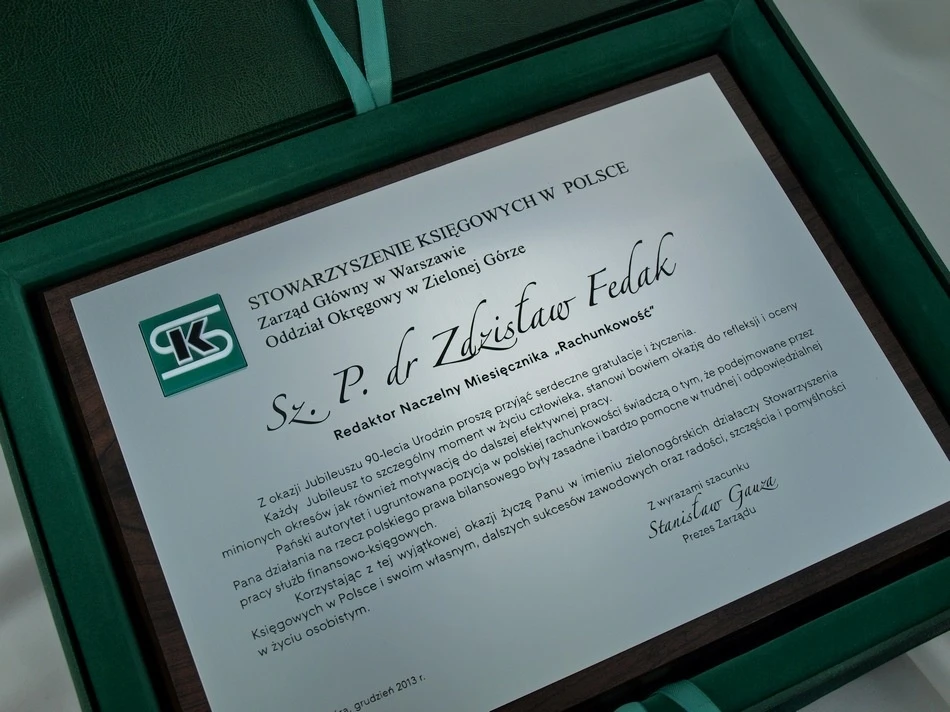 STOWARZYSZENIE KSIĘGOWYCH W POLSCE
Zarząd Główny w Warszawie
Oddział Okręgowy w Zielonej Górze
SK
Sz. P. dr Zdzisław Fedak
Redaktor Naczelny Miesięcznika „Rachunkowość”
Z okazji Jubileuszu 90-lecia Urodzin proszę przyjąć serdeczne gratulacje i życzenia.
Każdy Jubileusz to szczególny moment w życiu człowieka, stanowi bowiem okazję do refleksji i oceny
minionych okresów jak również motywację do dalszej efektywnej pracy.
Pański autorytet i ugruntowana pozycja w polskiej rachunkowości świadczą o tym, że podejmowane przez
Pana działania na rzecz polskiego prawa bilansowego były zasadne i bardzo pomocne w trudnej i odpowiedzialnej
pracy służb finansowo-księgowych.
Korzystając z tej wyjątkowej okazji życzę Panu w imieniu zielonogórskich działaczy Stowarzyszenia
Księgowych w Polsce i swoim własnym, dalszych sukcesów zawodowych oraz radości, szczęścia i pomyślności
w życiu osobistym.
Z wyrazami szacunku
Stanisław Gauza
Prezes Zarządu
grudzień 2013 r.